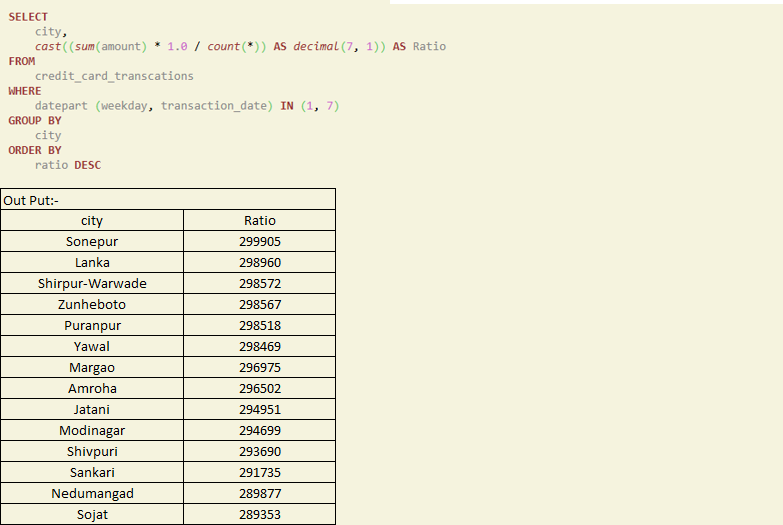 SELECT
city,
cast((sum(amount) * 1.0 / count(*)) AS decimal(7, 1)) AS Ratio
FROM
credit_card_transcations
WHERE
datepart (weekday, transaction_date) IN (1, 7)
GROUP BY
city
ORDER BY
ratio DESC
Out Put:-
city Ratio
Sonepur 299905
Lanka 298960
Shirpur-Warwade 298572
Zunheboto 298567
Puranpur 298518
Yawal 298469
Margao 296975
Amroha 296502
Jatani 294951
Modinagar 294699
Shivpuri 293690
Sankari 291735
Nedumangad 289877
Sojat 289353